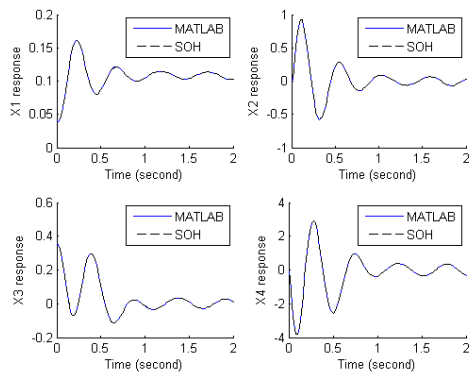 X1 response
0.2
0.15
0.1
0.05
0
0 0.5 1 1.5 2
Time (second)
MATLAB
SOH
X2 response
1
0
-1
0 0.5 1 1.5 2
Time (second)
MATLAB
SOH
X3 response
0.6
0.4
0.2
0
-0.2
0 0.5 1 1.5 2
Time (second)
MATLAB
SOH
X4 response
4
2
0
-2
-4
0 0.5 1 1.5 2
Time (second)
MATLAB
SOH